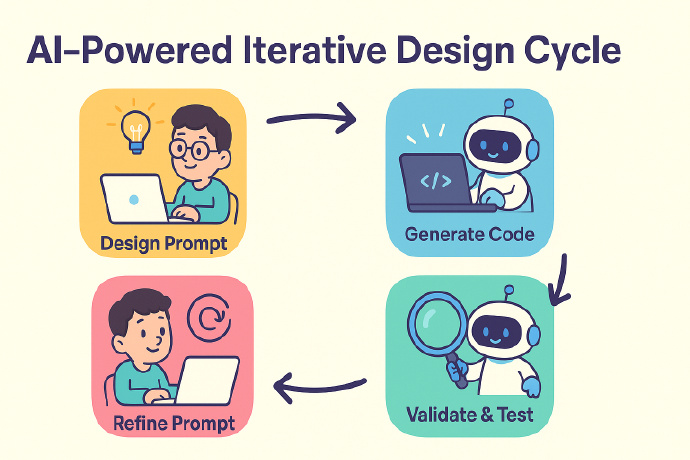 AI-Powered Iterative Design Cycle
Design Prompt
Generate Code
</>
Validate & Test
Refine Prompt